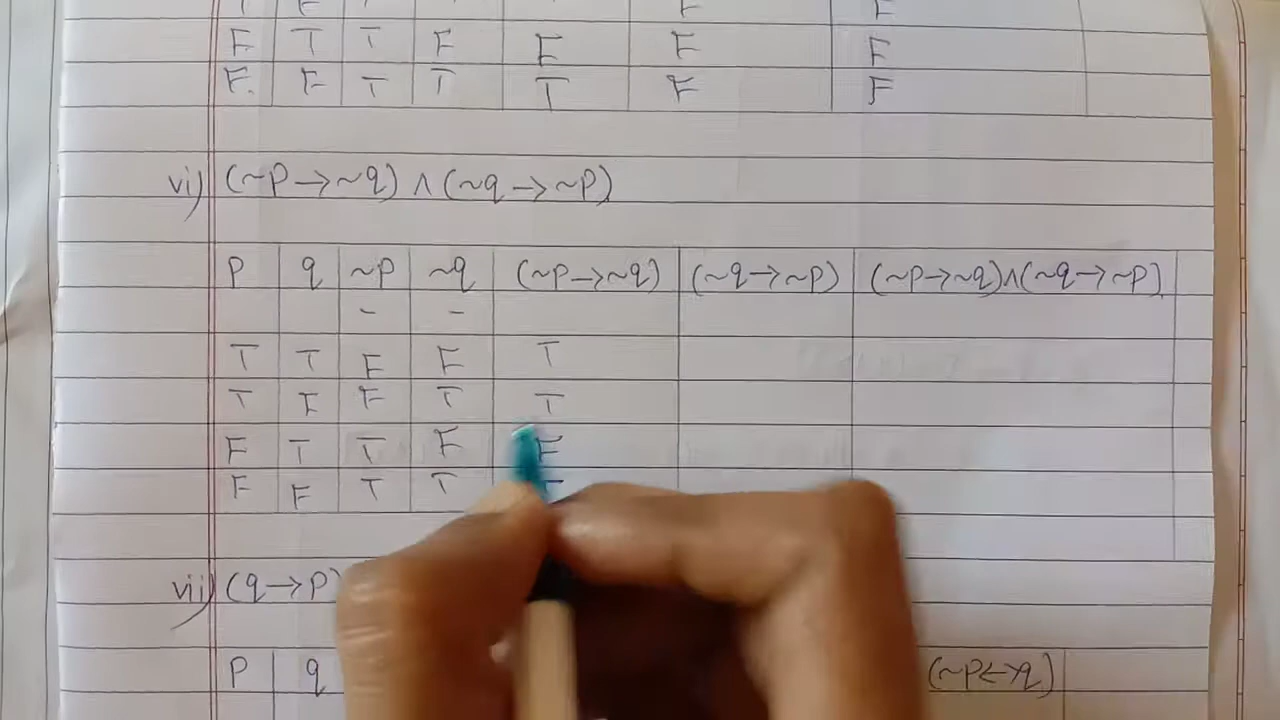 F T T F F F F
F. F T T T F F
vi) (~p→~q) ∧ (~q→~p)
p q ~p ~q (~p→~q) (~q→~p) (~p→~q)∧(~q→~p)
- -
T T F F T
T F F T T
F T T F F
F F T T
vii) (q→p)
p q (~p↔q)